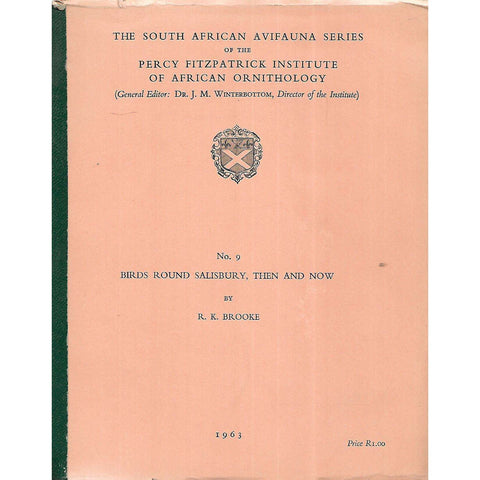 THE SOUTH AFRICAN AVIFAUNA SERIES
OF THE
PERCY FITZPATRICK INSTITUTE
OF AFRICAN ORNITHOLOGY
(General Editor: DR. J. M. WINTERBOTTOM, Director of the Institute)
No. 9
BIRDS ROUND SALISBURY, THEN AND NOW
BY
R. K. BROOKE
1963
Price R1.00